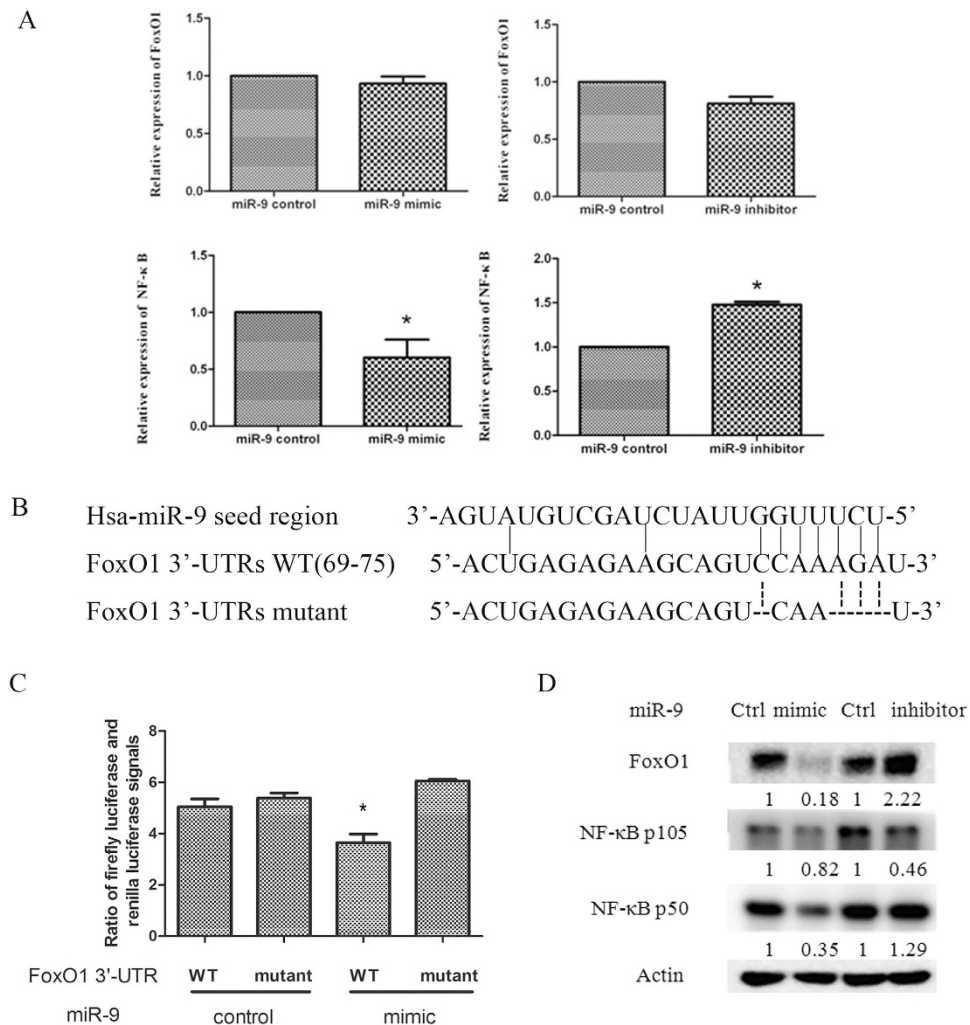 A
Relative expression of FoxO1
1.5
1.0
0.5
0.0
miR-9 control
miR-9 mimic
Relative expression of FoxO1
1.5
1.0
0.5
0.0
miR-9 control
miR-9 inhibitor
Relative expression of NF-κ B
1.5
1.0
0.5
0.0
miR-9 control
miR-9 mimic
*
Relative expression of NF-κ B
2.0
1.5
1.0
0.5
0.0
miR-9 control
miR-9 inhibitor
*
B
Hsa-miR-9 seed region 3'-AGUAUGUCGAUCUAUUGGUUUCU-5'
FoxO1 3'-UTRs WT(69-75) 5'-ACUGAGAGAAGCAGUCCAAAGAU-3'
FoxO1 3'-UTRs mutant 5'-ACUGAGAGAAGCAGU--CAA------U-3'
C
Ratio of firefly luciferase and
renilla luciferase signals
8
6
4
2
0
*
FoxO1 3'-UTR WT mutant WT mutant
miR-9 control mimic
D
miR-9 Ctrl mimic Ctrl inhibitor
FoxO1
1 0.18 1 2.22
NF-κB p105
1 0.82 1 0.46
NF-κB p50
1 0.35 1 1.29
Actin